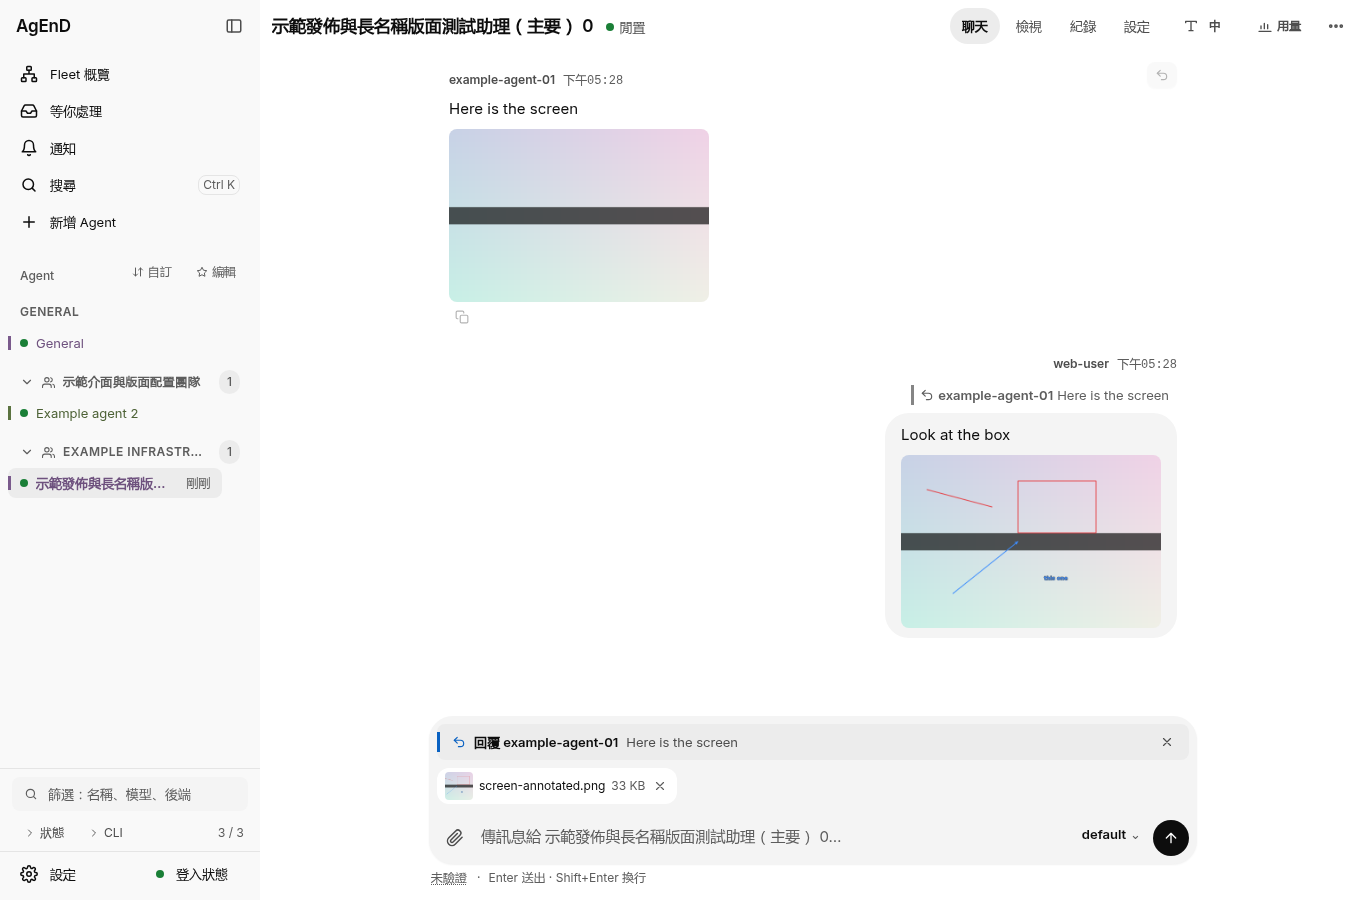 AgEnD
Fleet 概覽
等你處理
通知
搜尋 Ctrl K
新增 Agent
Agent 自訂 編輯
GENERAL
General
示範介面與版面配置團隊 1
Example agent 2
EXAMPLE INFRASTR... 1
示範發佈與長名稱版... 剛剛
篩選：名稱、模型、後端
狀態 CLI 3 / 3
設定 登入狀態
示範發佈與長名稱版面測試助理（主要）0 閒置
聊天 檢視 紀錄 設定 中 用量
example-agent-01 下午05:28
Here is the screen
web-user 下午05:28
example-agent-01 Here is the screen
Look at the box
this one
回覆 example-agent-01 Here is the screen
screen-annotated.png 33 KB
傳訊息給 示範發佈與長名稱版面測試助理（主要）0...
default
未驗證 · Enter 送出 · Shift+Enter 換行